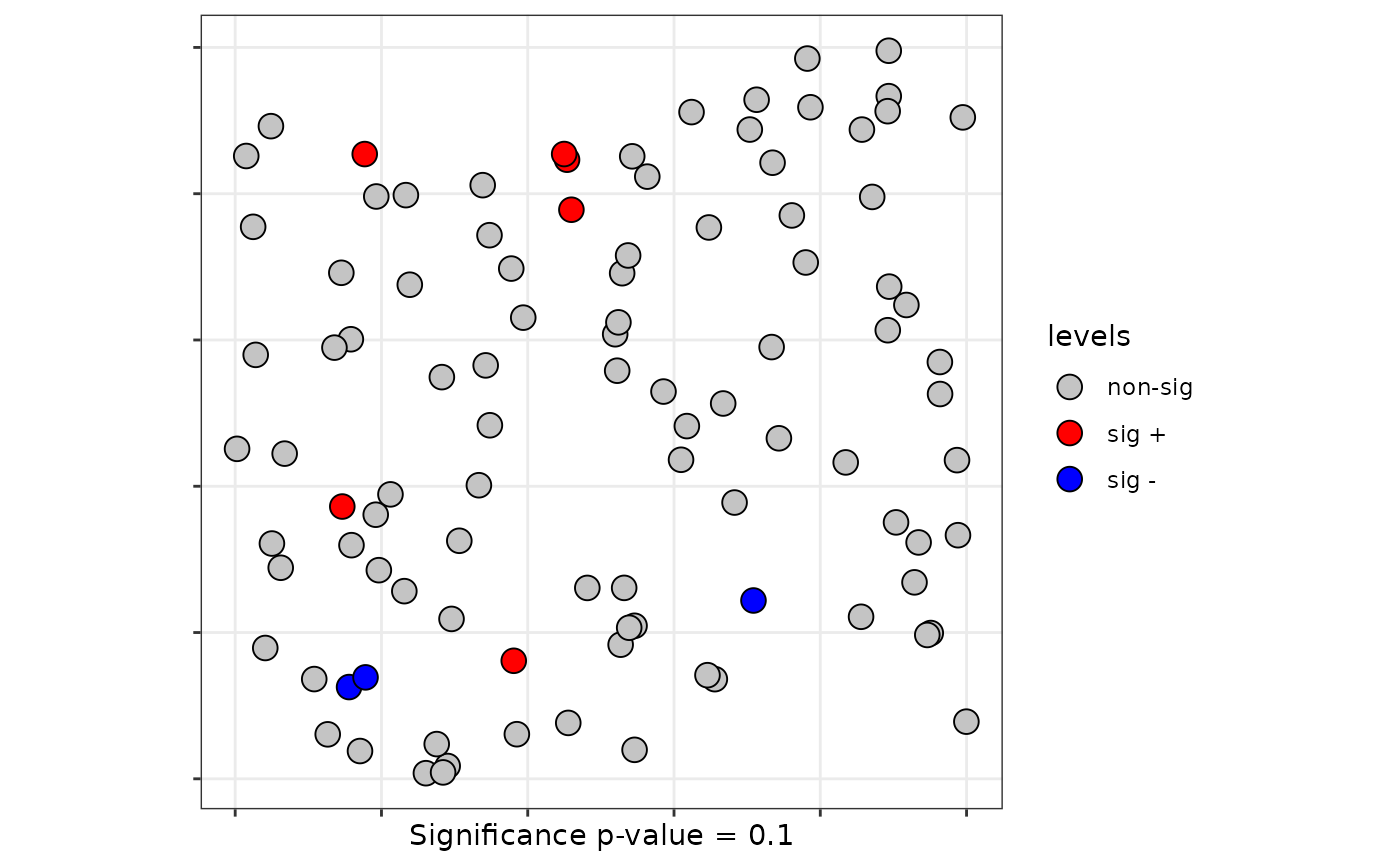 levels
non-sig
sig +
sig -
Significance p-value = 0.1